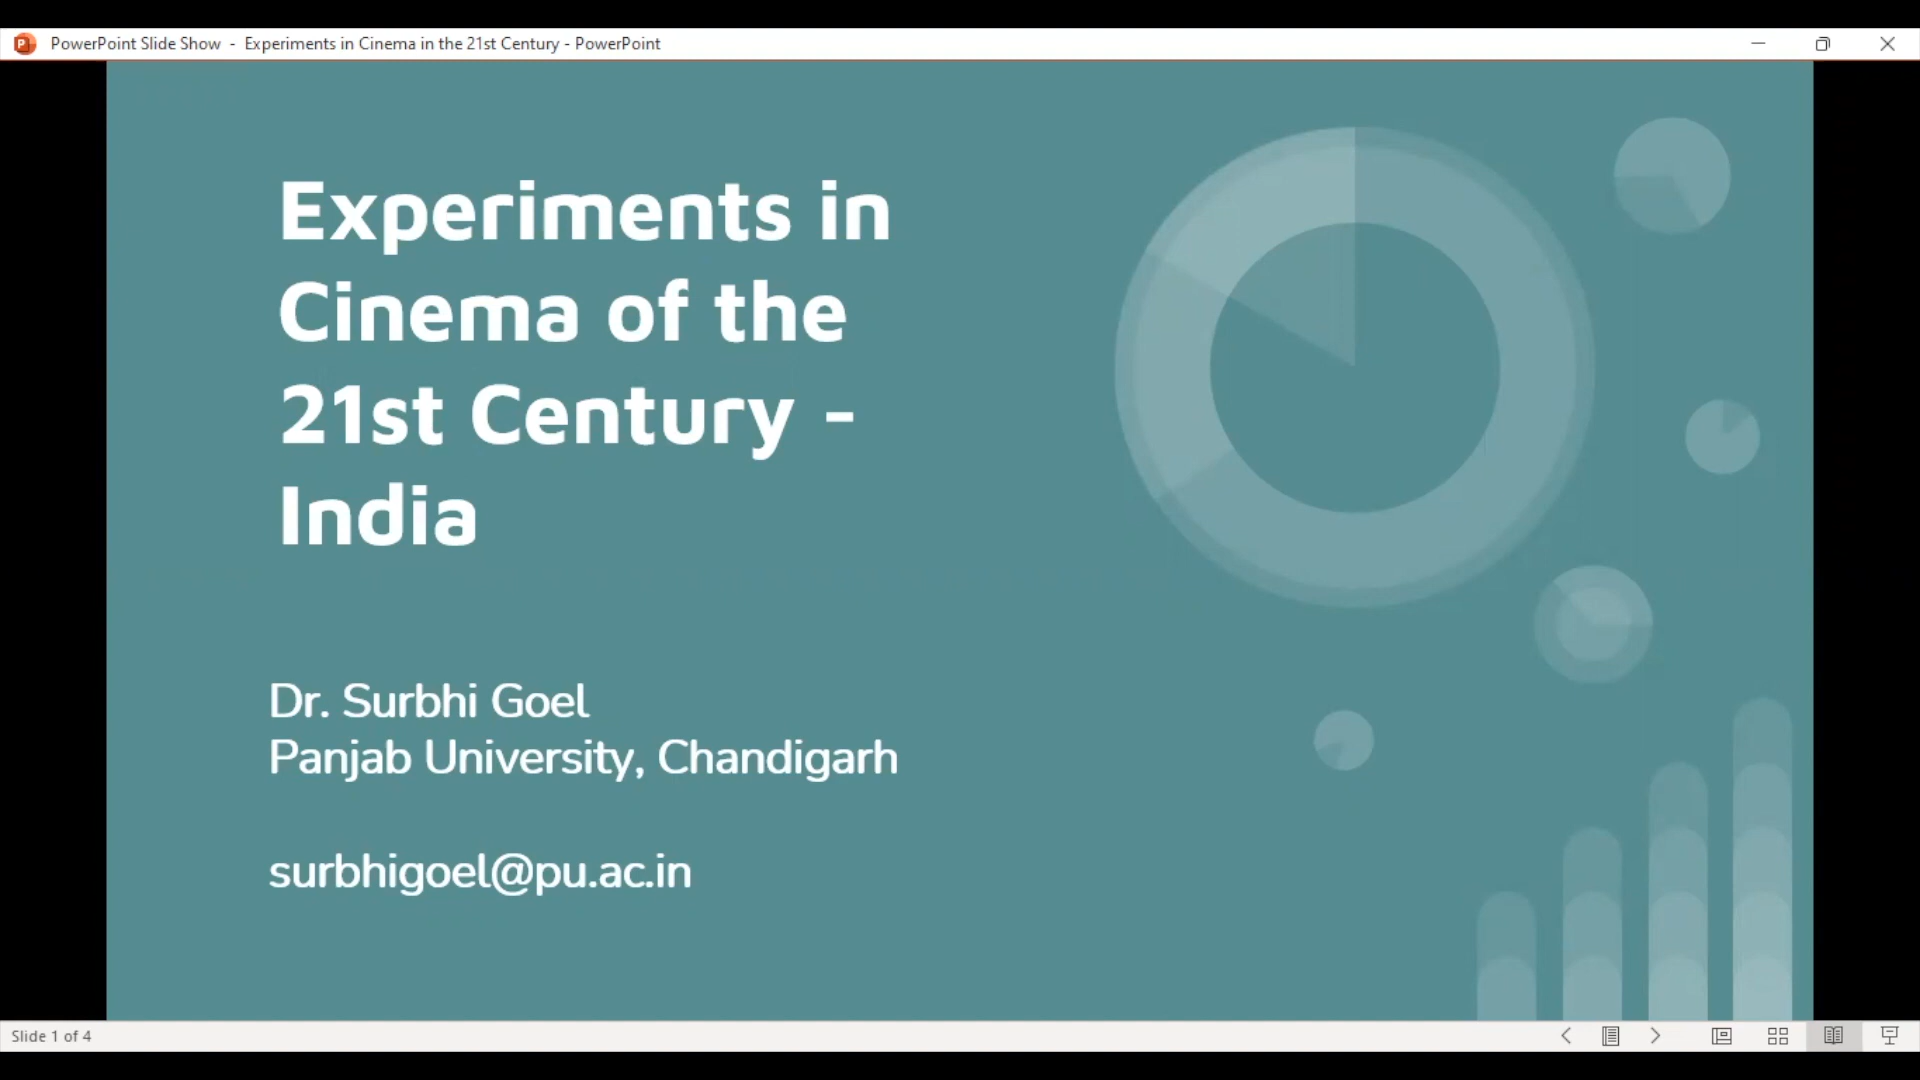 PowerPoint Slide Show - Experiments in Cinema in the 21st Century - PowerPoint
Experiments in
Cinema of the
21st Century -
India
Dr. Surbhi Goel
Panjab University, Chandigarh
surbhigoel@pu.ac.in
Slide 1 of 4